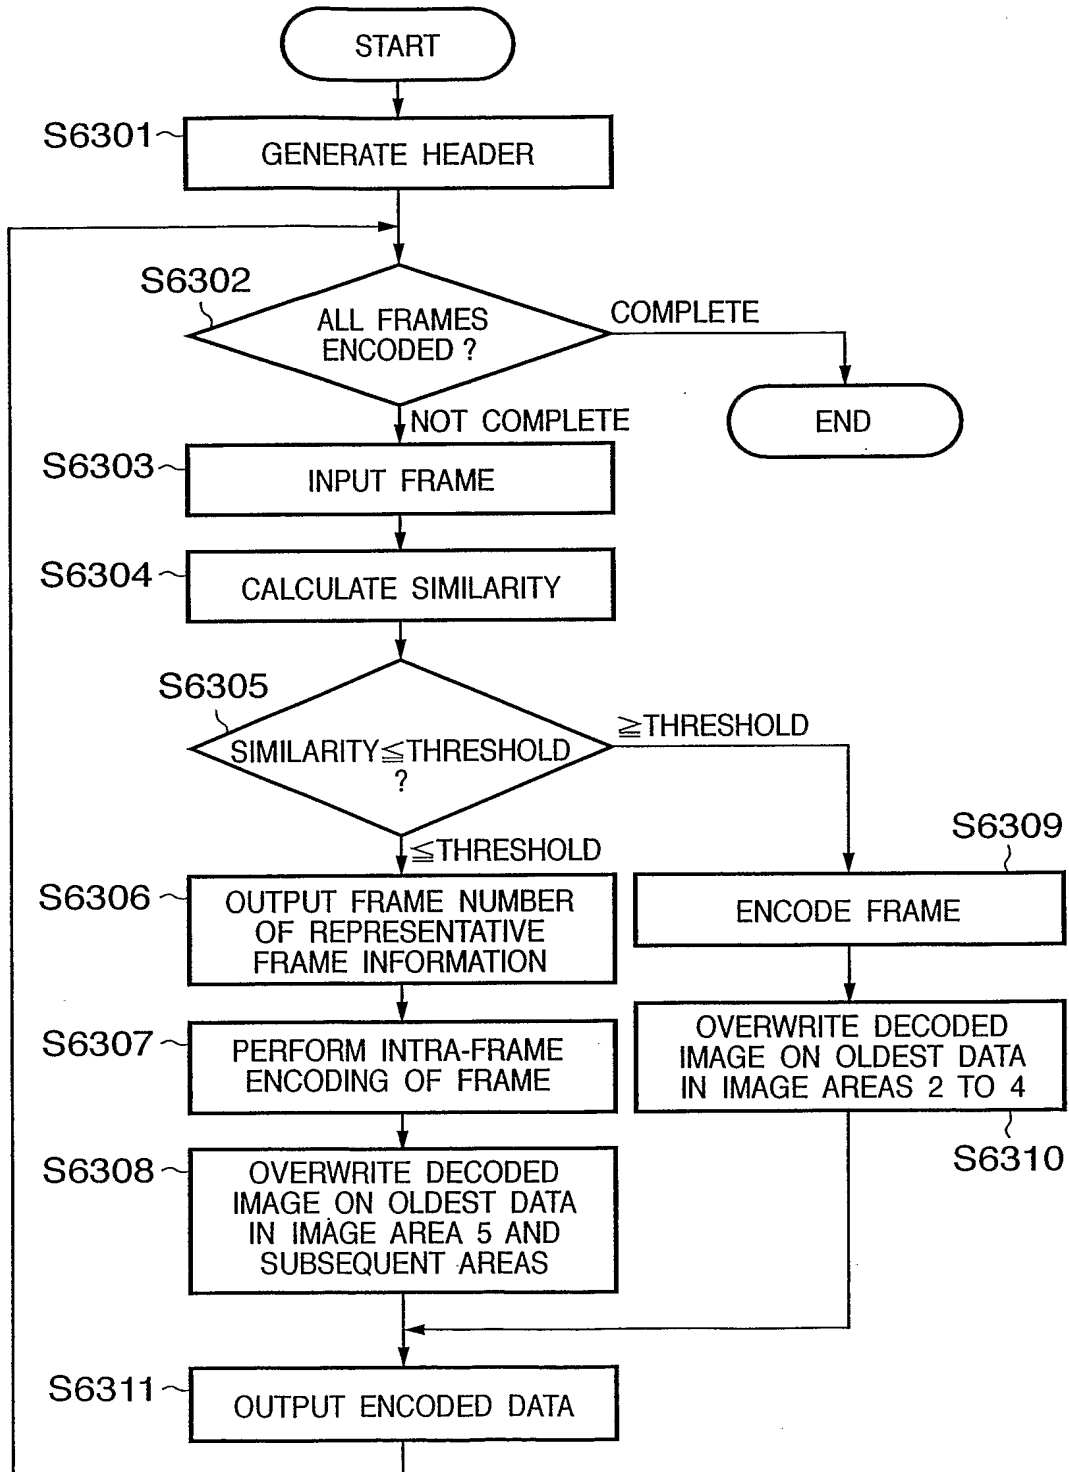 START
S6301
GENERATE HEADER
S6302
ALL FRAMES
ENCODED ?
COMPLETE
END
NOT COMPLETE
S6303
INPUT FRAME
S6304
CALCULATE SIMILARITY
S6305
SIMILARITY≦THRESHOLD
?
≧THRESHOLD
≦THRESHOLD
S6306
OUTPUT FRAME NUMBER
OF REPRESENTATIVE
FRAME INFORMATION
S6309
ENCODE FRAME
S6307
PERFORM INTRA-FRAME
ENCODING OF FRAME
OVERWRITE DECODED
IMAGE ON OLDEST DATA
IN IMAGE AREAS 2 TO 4
S6310
S6308
OVERWRITE DECODED
IMAGE ON OLDEST DATA
IN IMAGE AREA 5 AND
SUBSEQUENT AREAS
S6311
OUTPUT ENCODED DATA